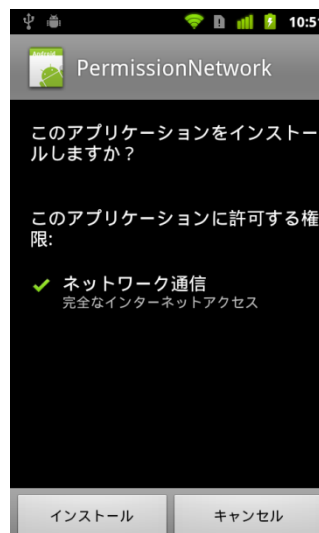 10:51
PermissionNetwork
このアプリケーションをインストー
ルしますか？
このアプリケーションに許可する権
限:
ネットワーク通信
完全なインターネットアクセス
インストール
キャンセル